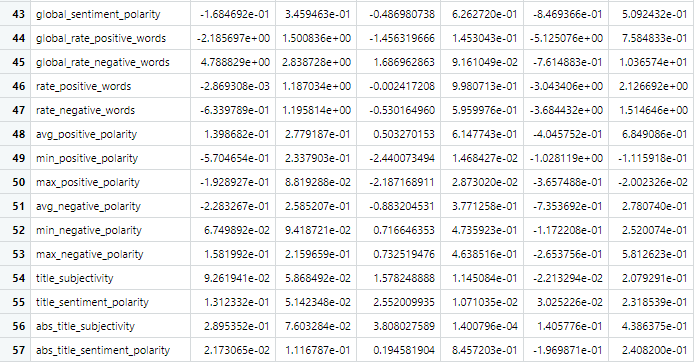 43 global_sentiment_polarity -1.684692e-01 3.459463e-01 -0.486980738 6.262720e-01 -8.469366e-01 5.092432e-01
44 global_rate_positive_words -2.185697e+00 1.500836e+00 -1.456319666 1.453043e-01 -5.125076e+00 7.584833e-01
45 global_rate_negative_words 4.788829e+00 2.838728e+00 1.686962863 9.161049e-02 -7.614883e-01 1.036574e+01
46 rate_positive_words -2.869308e-03 1.187034e+00 -0.002417208 9.980713e-01 -3.043406e+00 2.126692e+00
47 rate_negative_words -6.339789e-01 1.195814e+00 -0.530164960 5.959976e-01 -3.684432e+00 1.514646e+00
48 avg_positive_polarity 1.398682e-01 2.779187e-01 0.503270153 6.147743e-01 -4.045752e-01 6.849086e-01
49 min_positive_polarity -5.704654e-01 2.337903e-01 -2.440073494 1.468427e-02 -1.028119e+00 -1.115918e-01
50 max_positive_polarity -1.928927e-01 8.819288e-02 -2.187168911 2.873020e-02 -3.657488e-01 -2.002326e-02
51 avg_negative_polarity -2.283267e-01 2.585207e-01 -0.883204531 3.771258e-01 -7.353692e-01 2.780740e-01
52 min_negative_polarity 6.749892e-02 9.418721e-02 0.716646353 4.735923e-01 -1.172208e-01 2.520074e-01
53 max_negative_polarity 1.581992e-01 2.159659e-01 0.732519476 4.638516e-01 -2.653756e-01 5.812623e-01
54 title_subjectivity 9.261941e-02 5.868492e-02 1.578248888 1.145084e-01 -2.213294e-02 2.079291e-01
55 title_sentiment_polarity 1.312332e-01 5.142348e-02 2.552009935 1.071035e-02 3.025226e-02 2.318539e-01
56 abs_title_subjectivity 2.895352e-01 7.603284e-02 3.808027589 1.400796e-04 1.405776e-01 4.386375e-01
57 abs_title_sentiment_polarity 2.173065e-02 1.116787e-01 0.194581904 8.457203e-01 -1.969871e-01 2.408200e-01